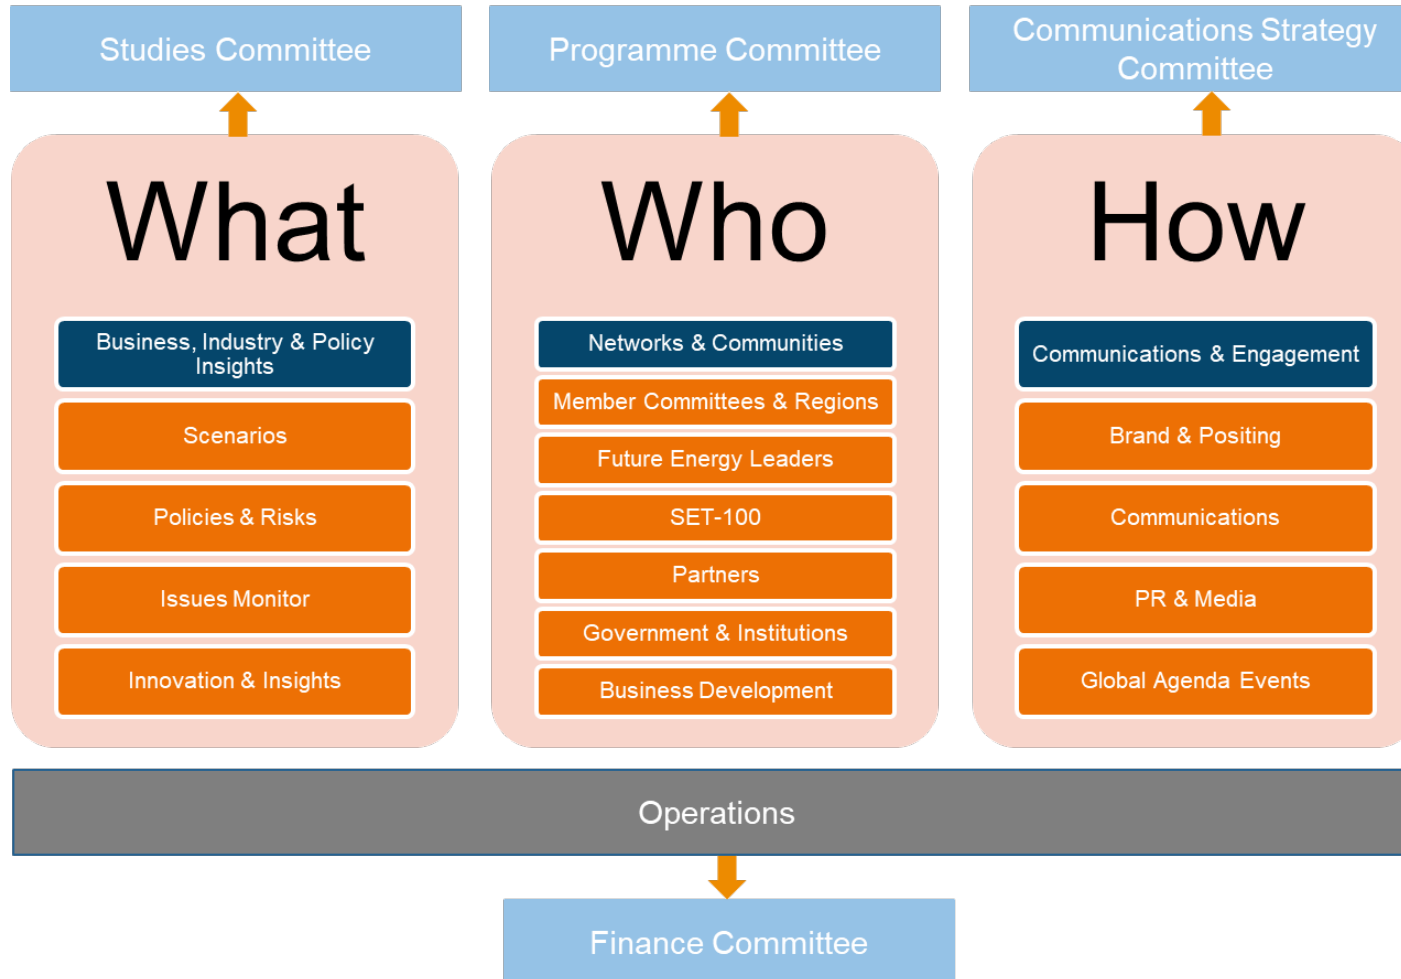 Studies Committee
Programme Committee
Communications Strategy
Committee
What
Who
How
Business, Industry & Policy
Insights
Scenarios
Policies & Risks
Issues Monitor
Innovation & Insights
Networks & Communities
Member Committees & Regions
Future Energy Leaders
SET-100
Partners
Government & Institutions
Business Development
Communications & Engagement
Brand & Positing
Communications
PR & Media
Global Agenda Events
Operations
Finance Committee